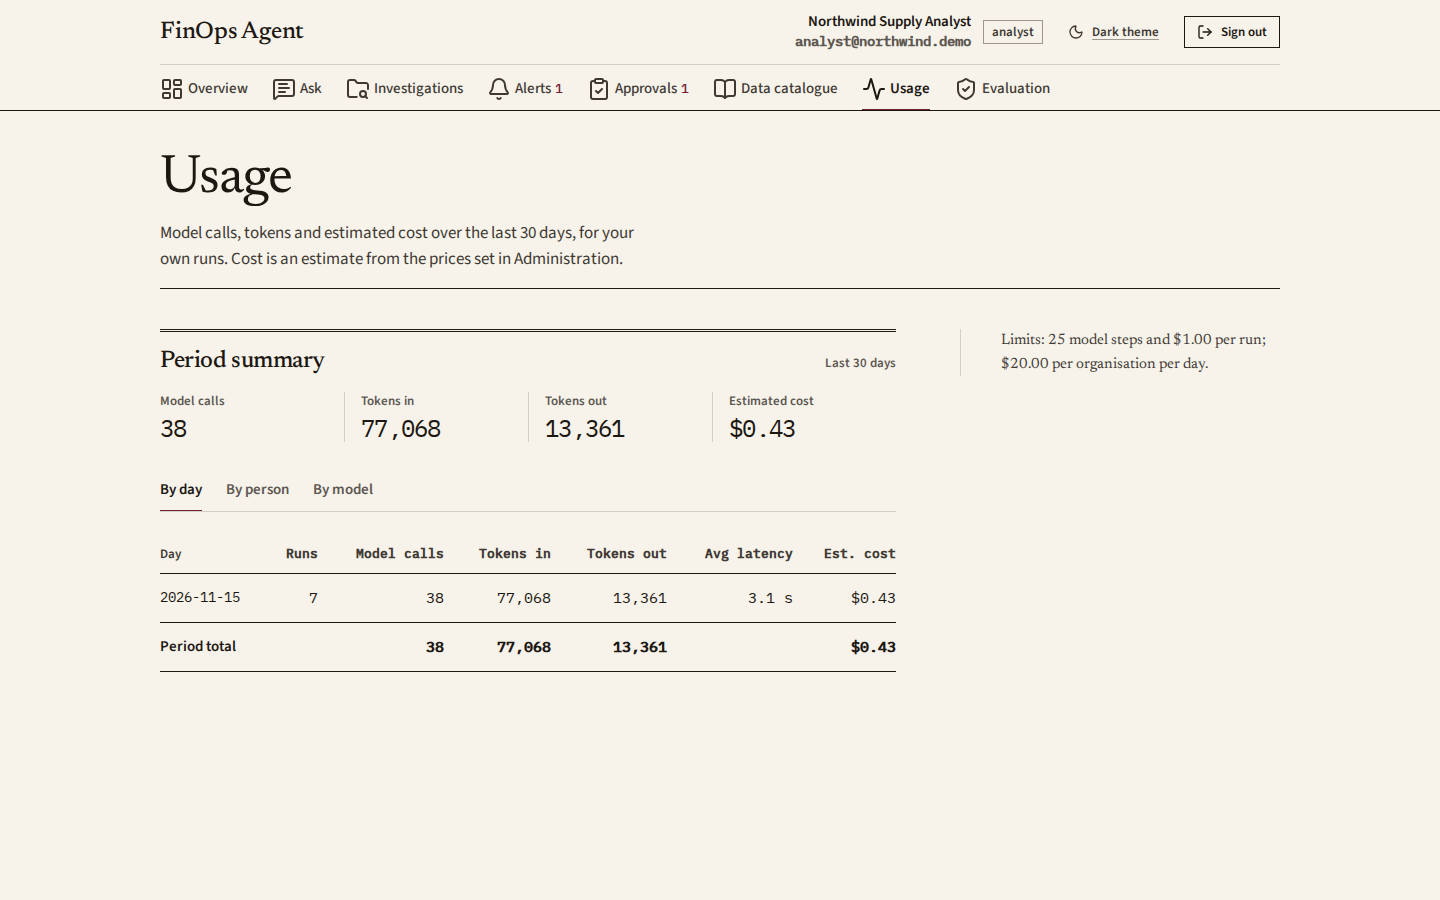 FinOps Agent
Northwind Supply Analyst
analyst@northwind.demo
analyst
Dark theme
Sign out
Overview
Ask
Investigations
Alerts 1
Approvals 1
Data catalogue
Usage
Evaluation
Usage
Model calls, tokens and estimated cost over the last 30 days, for your
own runs. Cost is an estimate from the prices set in Administration.
Period summary
Last 30 days
Model calls
38
Tokens in
77,068
Tokens out
13,361
Estimated cost
$0.43
Limits: 25 model steps and $1.00 per run;
$20.00 per organisation per day.
By day
By person
By model
Day Runs Model calls Tokens in Tokens out Avg latency Est. cost
2026-11-15 7 38 77,068 13,361 3.1 s $0.43
Period total 38 77,068 13,361 $0.43